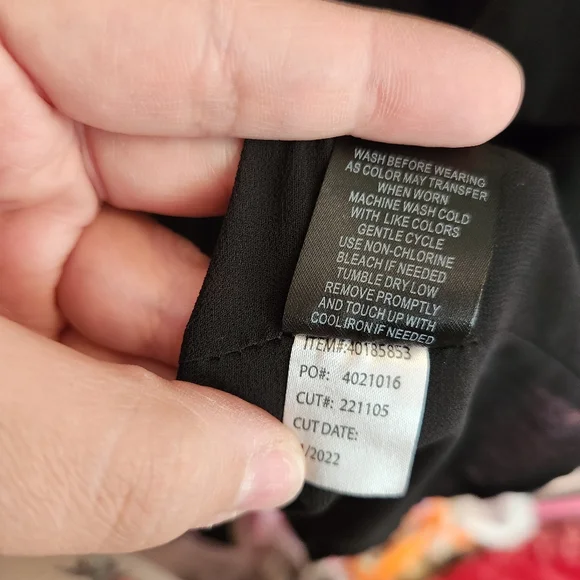 WASH BEFORE WEARING
AS COLOR MAY TRANSFER
WHEN WORN
MACHINE WASH COLD
WITH LIKE COLORS
GENTLE CYCLE
USE NON-CHLORINE
BLEACH IF NEEDED
TUMBLE DRY LOW
REMOVE PROMPTLY
AND TOUCH UP WITH
COOL IRON IF NEEDED
ITEM#:40185853
PO#: 4021016
CUT#: 221105
CUT DATE:
/2022